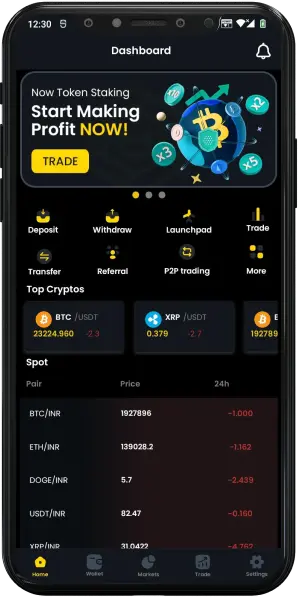 12:30
Dashboard
Now Token Staking
Start Making
Profit NOW!
TRADE
x2
x3
x5
Deposit
Withdraw
Launchpad
Trade
Transfer
Referral
P2P trading
More
Top Cryptos
BTC /USDT
23224.960 -2.3
XRP /USDT
0.379 -2.7
192789
Spot
Pair Price 24h
BTC/INR 1927896 -1.000
ETH/INR 139028.2 -1.162
DOGE/INR 5.7 -2.439
USDT/INR 82.47 -0.160
XRP/INR 31.0422 -4.762
Home Wallet Markets Trade Settings